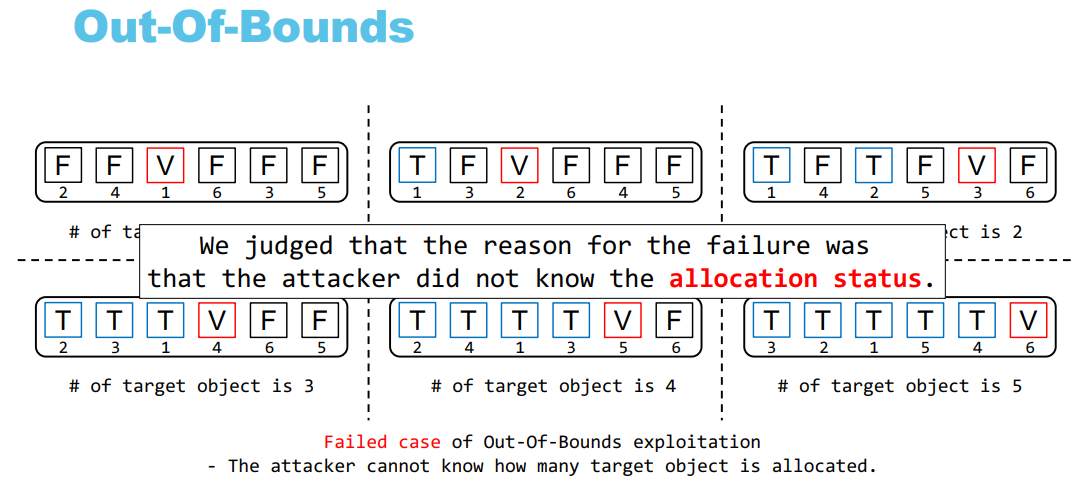 Out-Of-Bounds
F F V F F F
2 4 1 6 3 5
T F V F F F
1 3 2 6 4 5
T F T F V F
1 4 2 5 3 6
# of ta
ct is 2
We judged that the reason for the failure was
that the attacker did not know the allocation status.
T T T V F F
2 3 1 4 6 5
# of target object is 3
T T T T V F
2 4 1 3 5 6
# of target object is 4
T T T T T V
3 2 1 5 4 6
# of target object is 5
Failed case of Out-Of-Bounds exploitation
- The attacker cannot know how many target object is allocated.